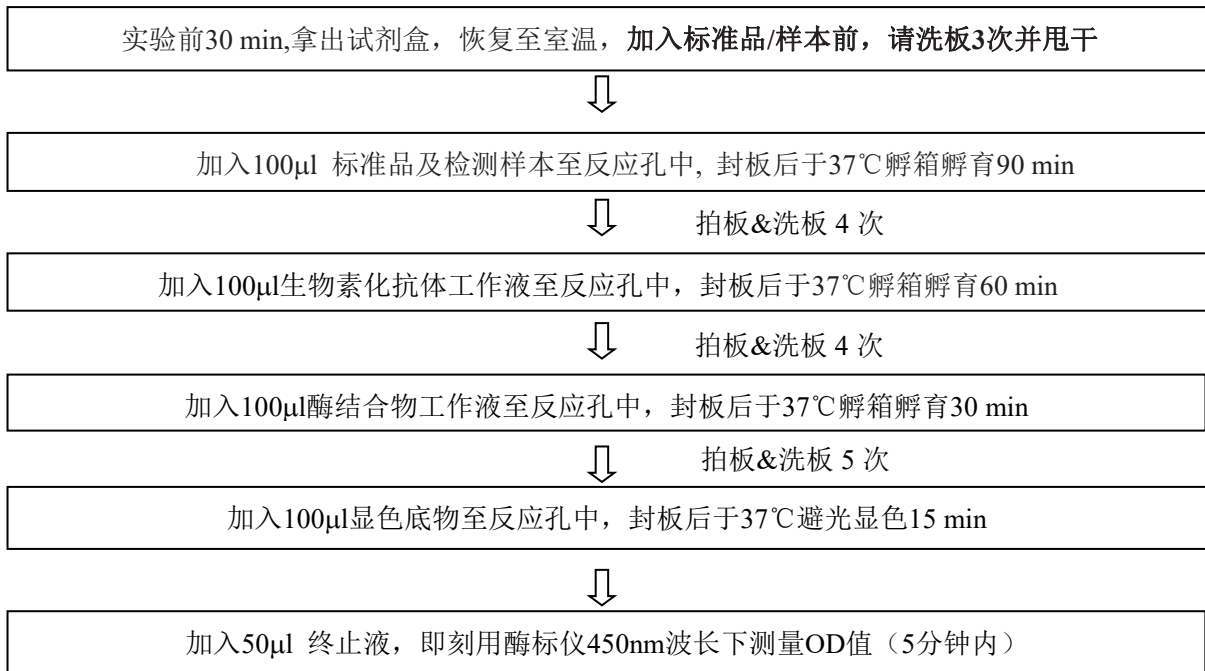 实验前30 min,拿出试剂盒，恢复至室温，加入标准品/样本前，请洗板3次并甩干
加入100μl 标准品及检测样本至反应孔中, 封板后于37℃孵箱孵育90 min
拍板&洗板 4 次
加入100μl生物素化抗体工作液至反应孔中，封板后于37℃孵箱孵育60 min
拍板&洗板 4 次
加入100μl酶结合物工作液至反应孔中，封板后于37℃孵箱孵育30 min
拍板&洗板 5 次
加入100μl显色底物至反应孔中，封板后于37℃避光显色15 min
加入50μl 终止液，即刻用酶标仪450nm波长下测量OD值（5分钟内）